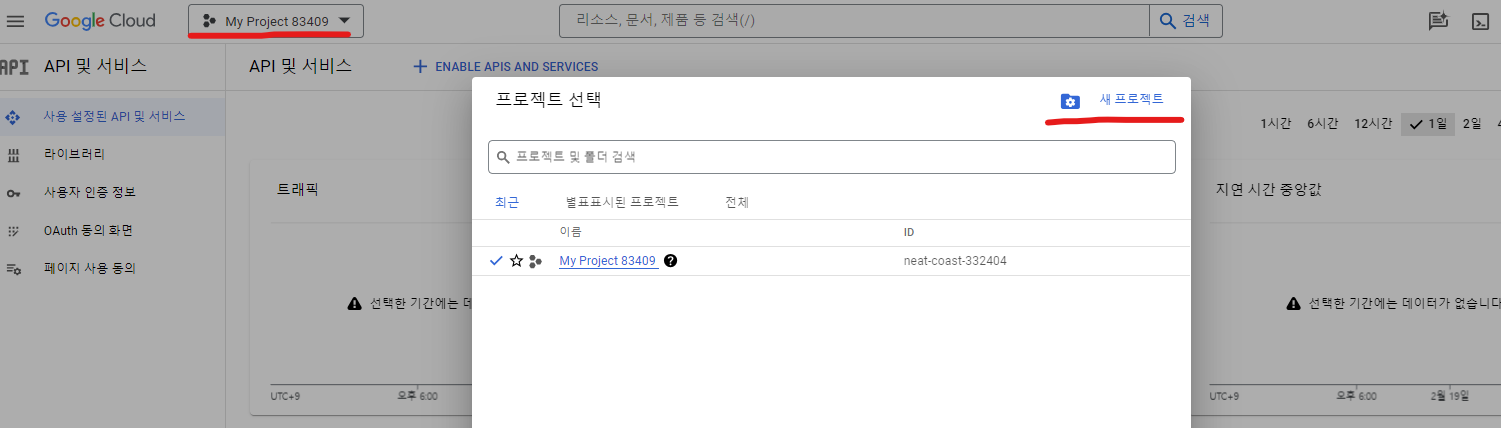 Google Cloud
My Project 83409
리소스, 문서, 제품 등 검색(/)
검색
API
API 및 서비스
API 및 서비스
ENABLE APIS AND SERVICES
사용 설정된 API 및 서비스
라이브러리
사용자 인증 정보
OAuth 동의 화면
페이지 사용 동의
프로젝트 선택
새 프로젝트
프로젝트 및 폴더 검색
최근
별표표시된 프로젝트
전체
이름
ID
My Project 83409
neat-coast-332404
1시간
6시간
12시간
1일
2일
4
트래픽
선택한 기간에는 데
UTC+9
오후 6:00
지연 시간 중앙값
선택한 기간에는 데이터가 없습니다
UTC+9
오후 6:00
2월 19일